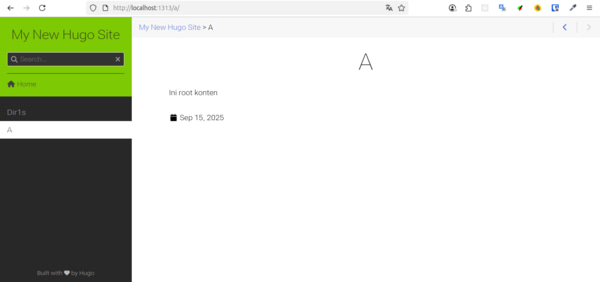 http://localhost:1313/a/
My New Hugo Site
Search...
Home
Dir1s
A
Built with by Hugo
My New Hugo Site > A
A
Ini root konten
Sep 15, 2025